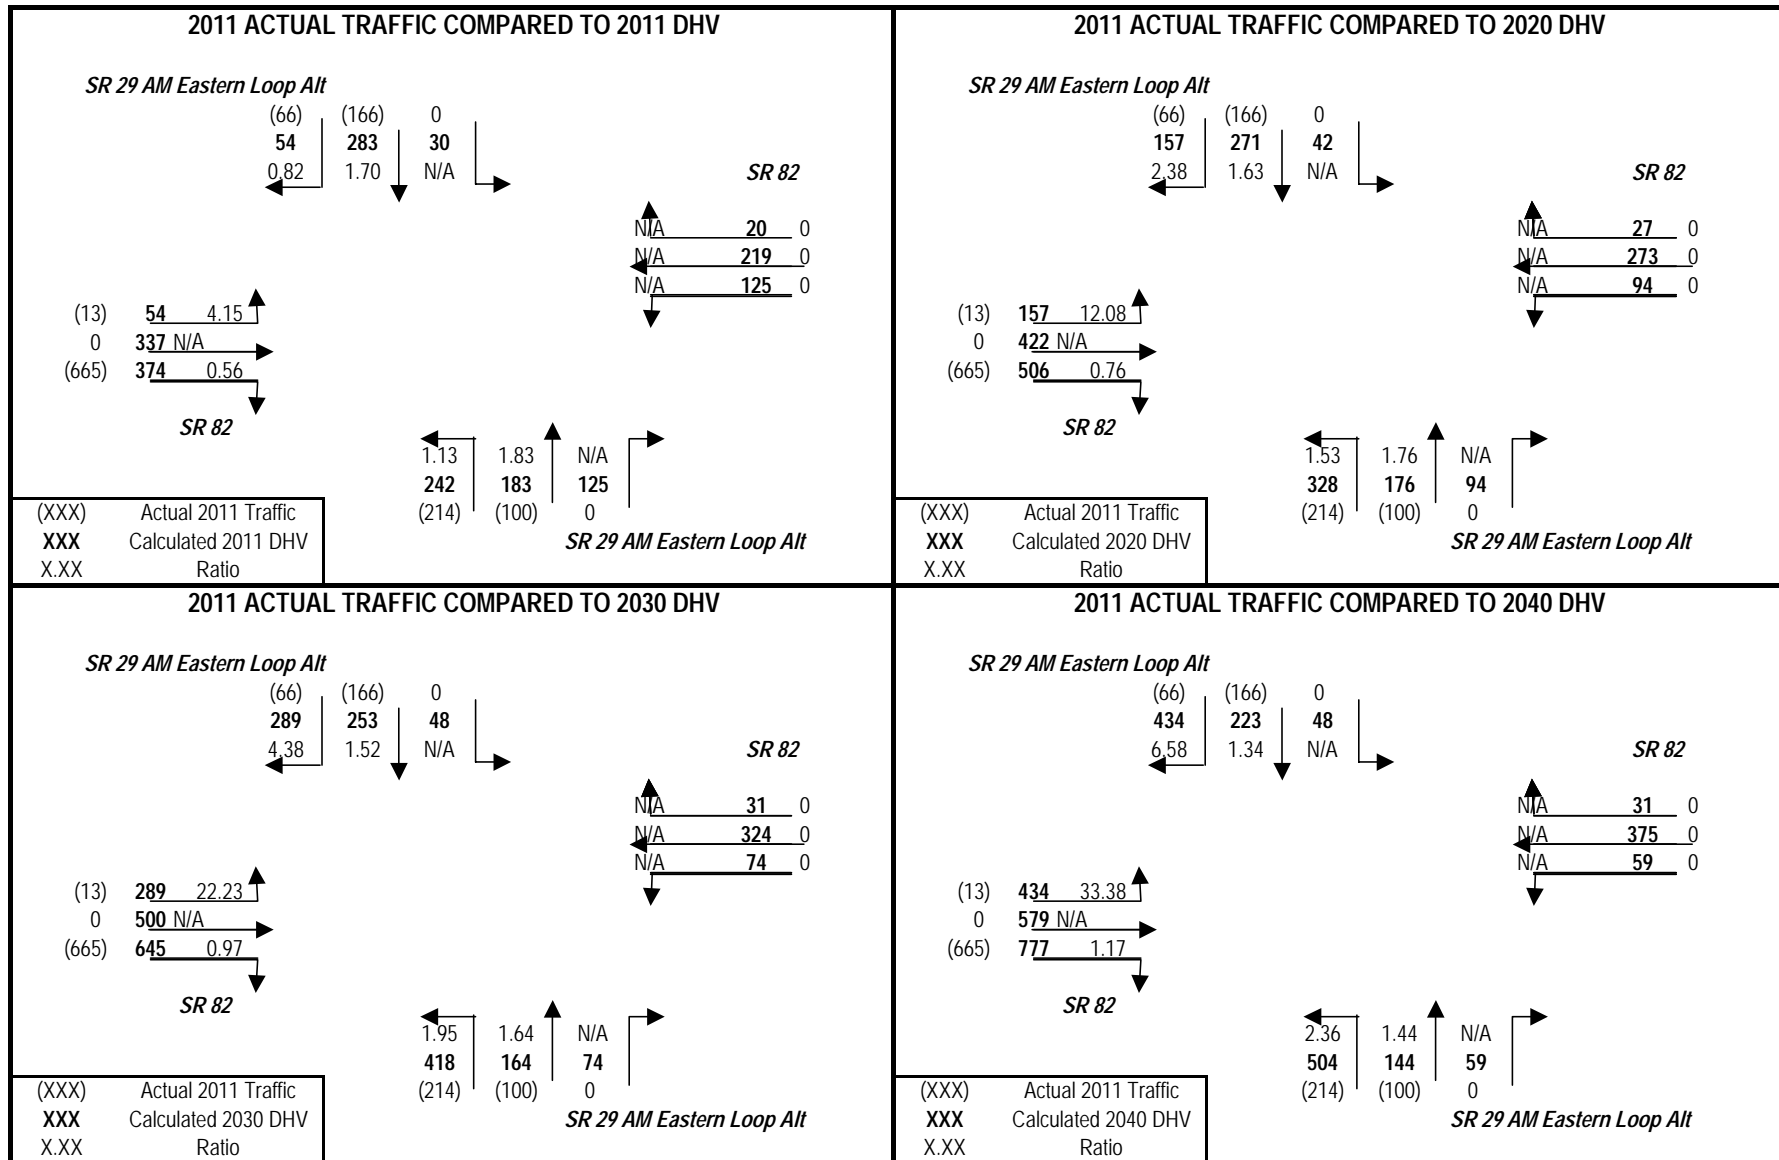 2011 ACTUAL TRAFFIC COMPARED TO 2011 DHV
SR 29 AM Eastern Loop Alt
(66) (166) 0
54 283 30
0.82 1.70 N/A
SR 82
N/A 20 0
N/A 219 0
N/A 125 0
(13) 54 4.15
0 337 N/A
(665) 374 0.56
SR 82
1.13 1.83 N/A
242 183 125
(214) (100) 0
SR 29 AM Eastern Loop Alt
(XXX) Actual 2011 Traffic
XXX Calculated 2011 DHV
X.XX Ratio
2011 ACTUAL TRAFFIC COMPARED TO 2020 DHV
SR 29 AM Eastern Loop Alt
(66) (166) 0
157 271 42
2.38 1.63 N/A
SR 82
N/A 27 0
N/A 273 0
N/A 94 0
(13) 157 12.08
0 422 N/A
(665) 506 0.76
SR 82
1.53 1.76 N/A
328 176 94
(214) (100) 0
SR 29 AM Eastern Loop Alt
(XXX) Actual 2011 Traffic
XXX Calculated 2020 DHV
X.XX Ratio
2011 ACTUAL TRAFFIC COMPARED TO 2030 DHV
SR 29 AM Eastern Loop Alt
(66) (166) 0
289 253 48
4.38 1.52 N/A
SR 82
N/A 31 0
N/A 324 0
N/A 74 0
(13) 289 22.23
0 500 N/A
(665) 645 0.97
SR 82
1.95 1.64 N/A
418 164 74
(214) (100) 0
SR 29 AM Eastern Loop Alt
(XXX) Actual 2011 Traffic
XXX Calculated 2030 DHV
X.XX Ratio
2011 ACTUAL TRAFFIC COMPARED TO 2040 DHV
SR 29 AM Eastern Loop Alt
(66) (166) 0
434 223 48
6.58 1.34 N/A
SR 82
N/A 31 0
N/A 375 0
N/A 59 0
(13) 434 33.38
0 579 N/A
(665) 777 1.17
SR 82
2.36 1.44 N/A
504 144 59
(214) (100) 0
SR 29 AM Eastern Loop Alt
(XXX) Actual 2011 Traffic
XXX Calculated 2040 DHV
X.XX Ratio